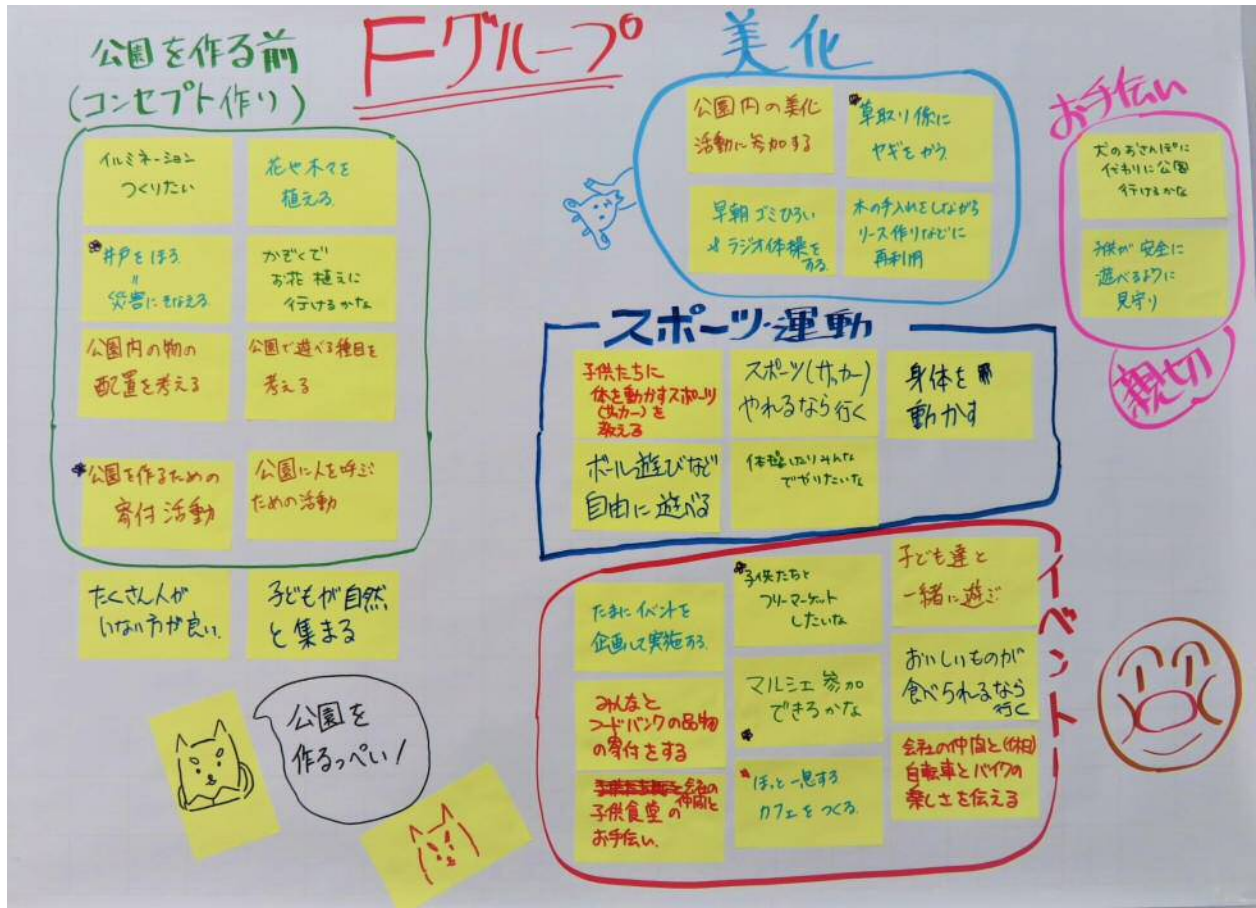 Fグループ
公園を作る前
(コンセプト作り)
イルミネーション
つくりたい
花や木々を
植える
井戸をほる
=
災害にそなえる
かぞくで
お花植えに
行けるかな
公園内の物の
配置を考える
公園で遊べる種目を
考える
公園を作るための
寄付活動
公園に人を呼ぶ
ための活動
たくさん人が
いない方が良い.
子どもが自然
と集まる
公園を
作るっぺい!
美化
公園内の美化
活動に参加する
草取り係に
ヤギをかう
早朝ゴミひろい
&ラジオ体操を
する.
木の手入れをしながら
リース作りなどに
再利用
お手伝い
犬のおさんぽに
代わりに公園
行けるかな
子供が安全に
遊べるように
見守り
親切
スポーツ・運動
子供たちに
体を動かすスポーツ
(サッカー)を
教える
スポーツ(サッカー)
やれるなら行く
身体を
動かす
ボール遊びなど
自由に遊べる
体操したりみんな
でやりたいな
イベントー
たまにイベントを
企画して実施する.
子供たちと
フリーマーケット
したいな
子ども達と
一緒に遊ぶ
みんなと
フードバンクの品物
の寄付をする
マルシェ参加
できるかな
おいしいものが
食べられるなら
行く
会社の
仲間と
子供食堂の
お手伝い.
ほっと一息する
カフェをつくる.
会社の仲間と(休日)
自転車とバイクの
楽しさを伝える